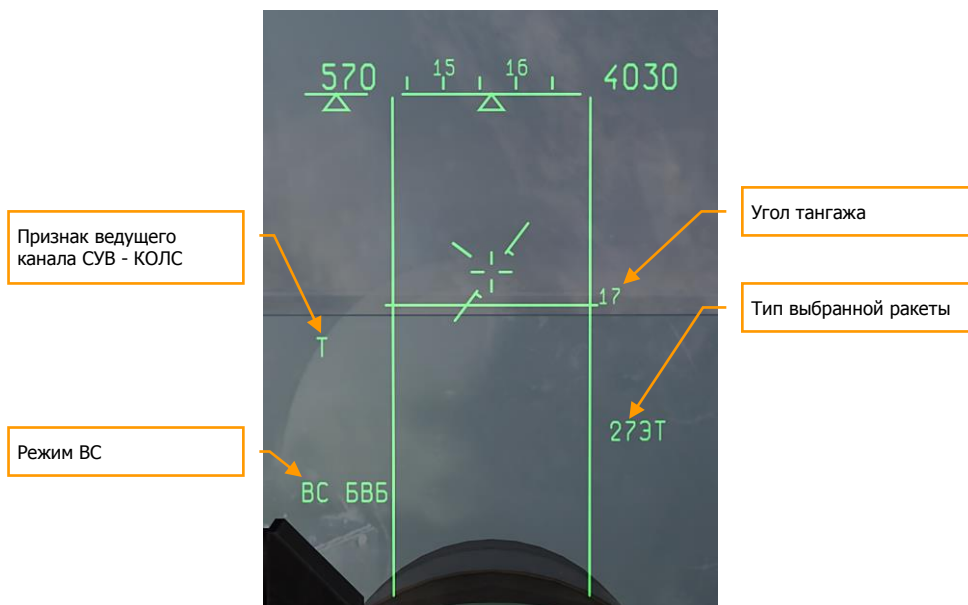 570
15
16
4030
Признак ведущего
канала СУВ - КОЛС
Угол тангажа
17
Тип выбранной ракеты
Т
27ЭТ
Режим ВС
ВС БВБ